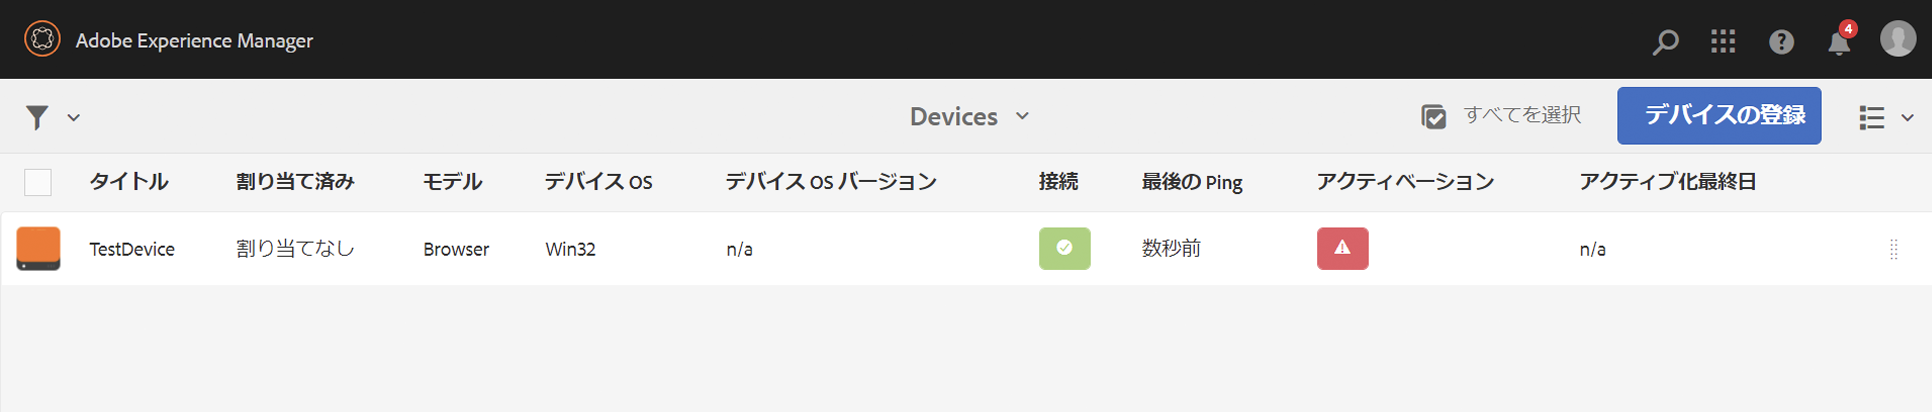 Adobe Experience Manager
4
Devices
すべてを選択
デバイスの登録
タイトル 割り当て済み モデル デバイス OS デバイス OS バージョン 接続 最後の Ping アクティベーション アクティブ化最終日
TestDevice 割り当てなし Browser Win32 n/a 数秒前 n/a